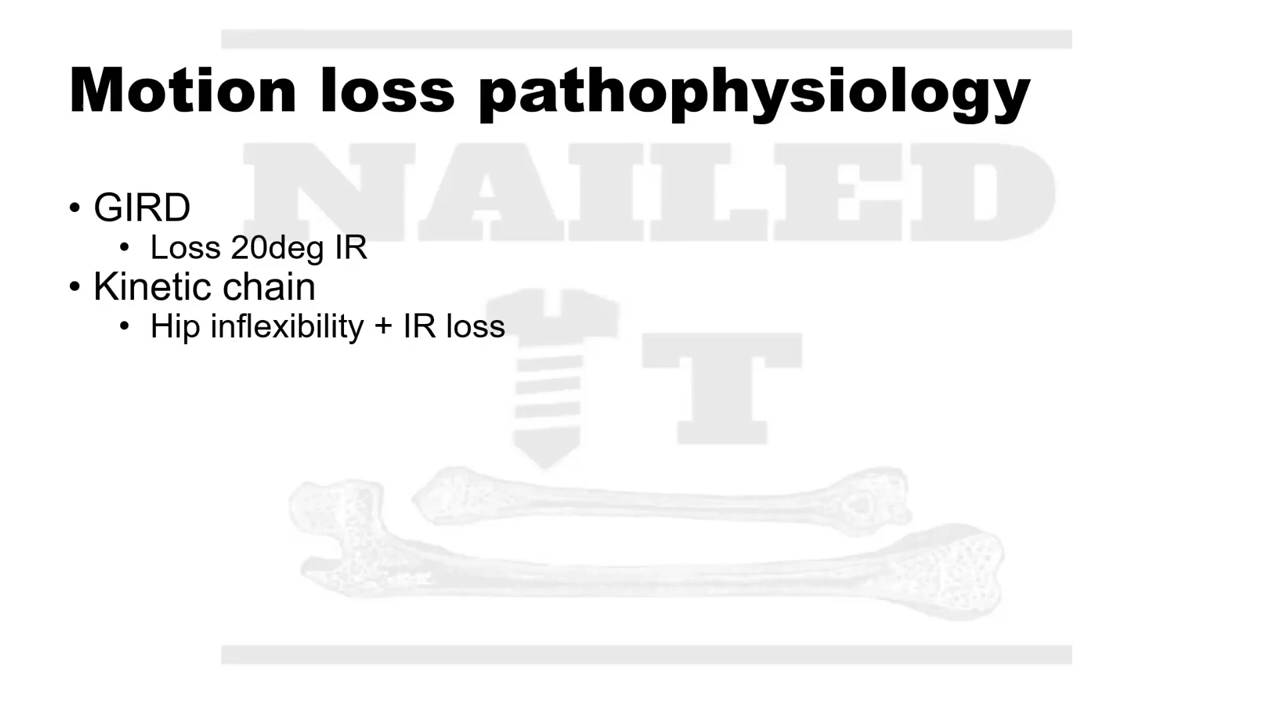 Motion loss pathophysiology
NAILED
IT
• GIRD
• Loss 20deg IR
• Kinetic chain
• Hip inflexibility + IR loss